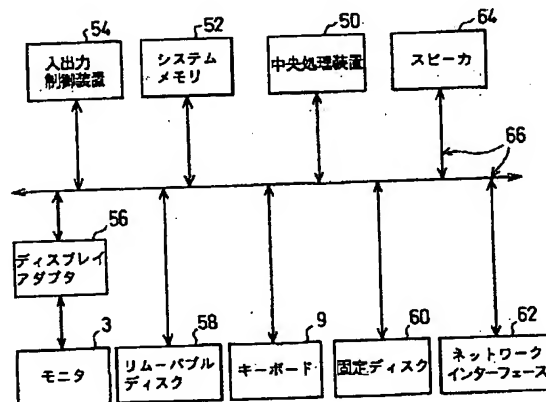 54
52
50
64
入出力
制御装置
システム
メモリ
中央処理装置
スピーカ
66
56
ディスプレイ
アダプタ
3
58
9
60
62
モニタ
リムーバブル
ディスク
キーボード
固定ディスク
ネットワーク
インターフェース